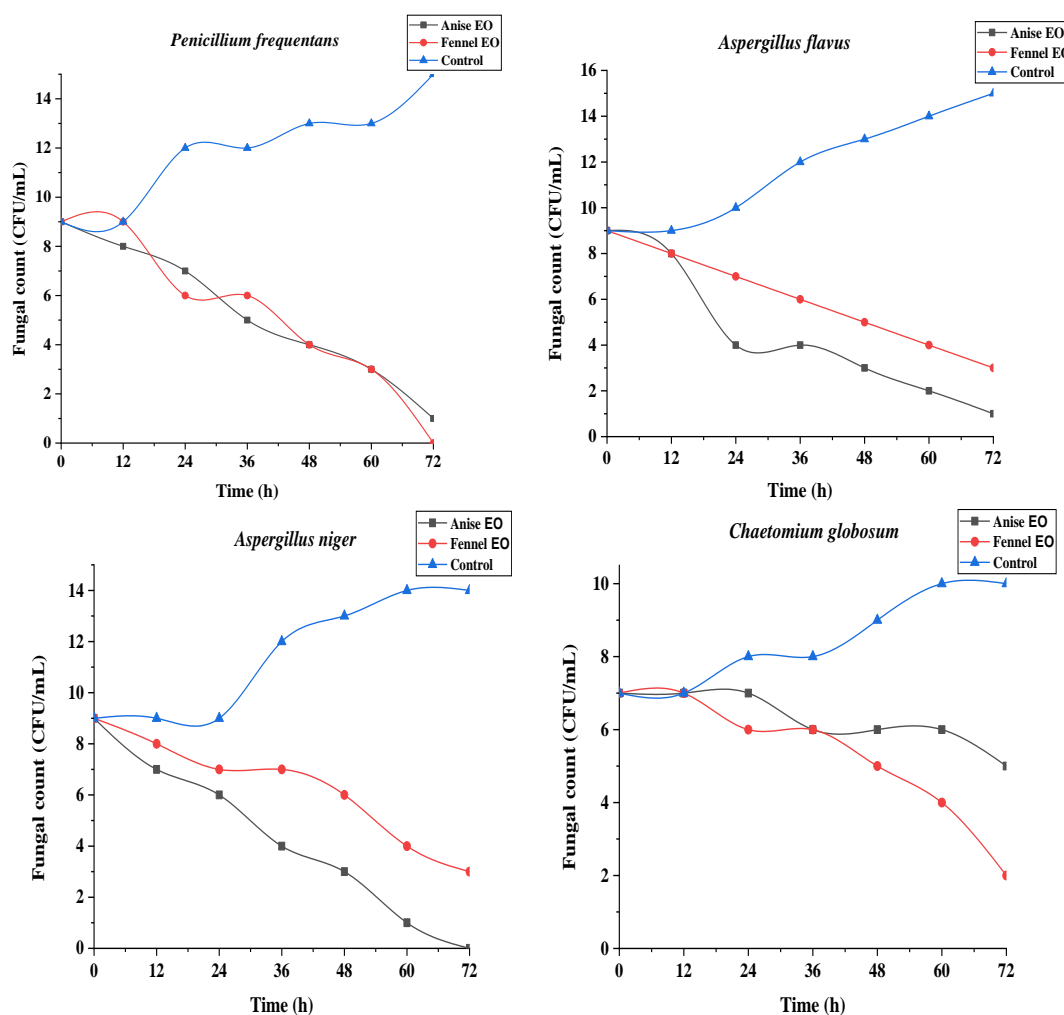 Penicillium frequentans
Anise EO
Fennel EO
Control
Fungal count (CFU/mL)
14
12
10
8
6
4
2
0
0 12 24 36 48 60 72
Time (h)
Aspergillus flavus
Anise EO
Fennel EO
Control
Fungal count (CFU/mL)
16
14
12
10
8
6
4
2
0
0 12 24 36 48 60 72
Time (h)
Aspergillus niger
Anise EO
Fennel EO
Control
Fungal count (CFU/mL)
14
12
10
8
6
4
2
0
0 12 24 36 48 60 72
Time (h)
Chaetomium globosum
Anise EO
Fennel EO
Control
Fungal count (CFU/mL)
10
8
6
4
2
0
0 12 24 36 48 60 72
Time (h)